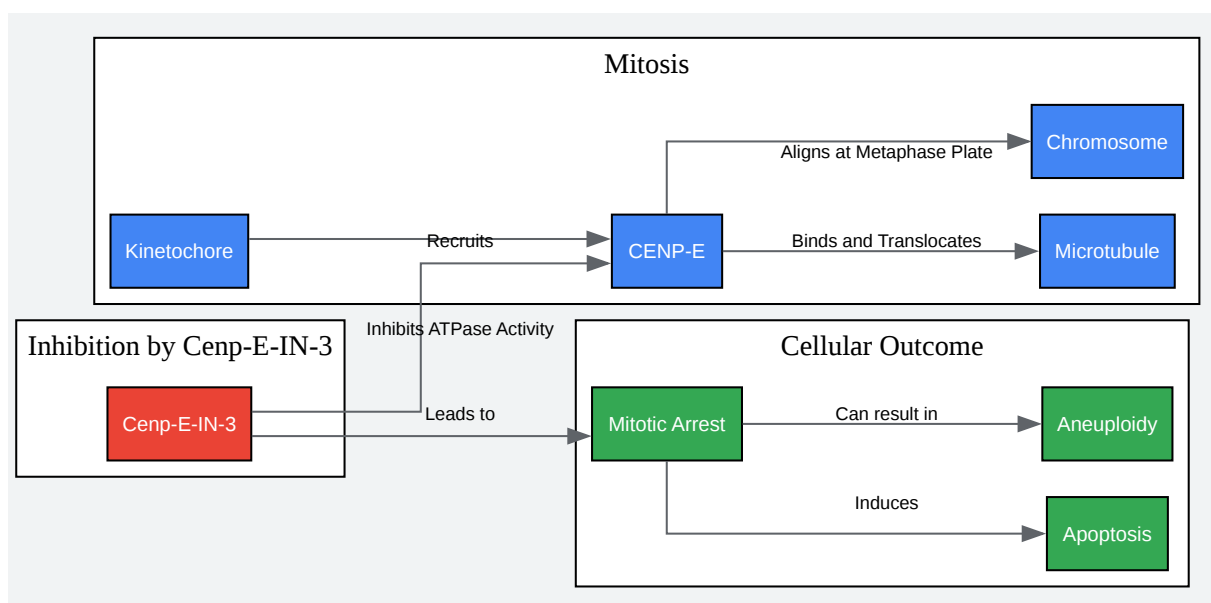 Mitosis
Chromosome
Aligns at Metaphase Plate
Kinetochore
Recruits
CENP-E
Binds and Translocates
Microtubule
Inhibits ATPase Activity
Inhibition by Cenp-E-IN-3
Cellular Outcome
Cenp-E-IN-3
Leads to
Mitotic Arrest
Can result in
Aneuploidy
Induces
Apoptosis